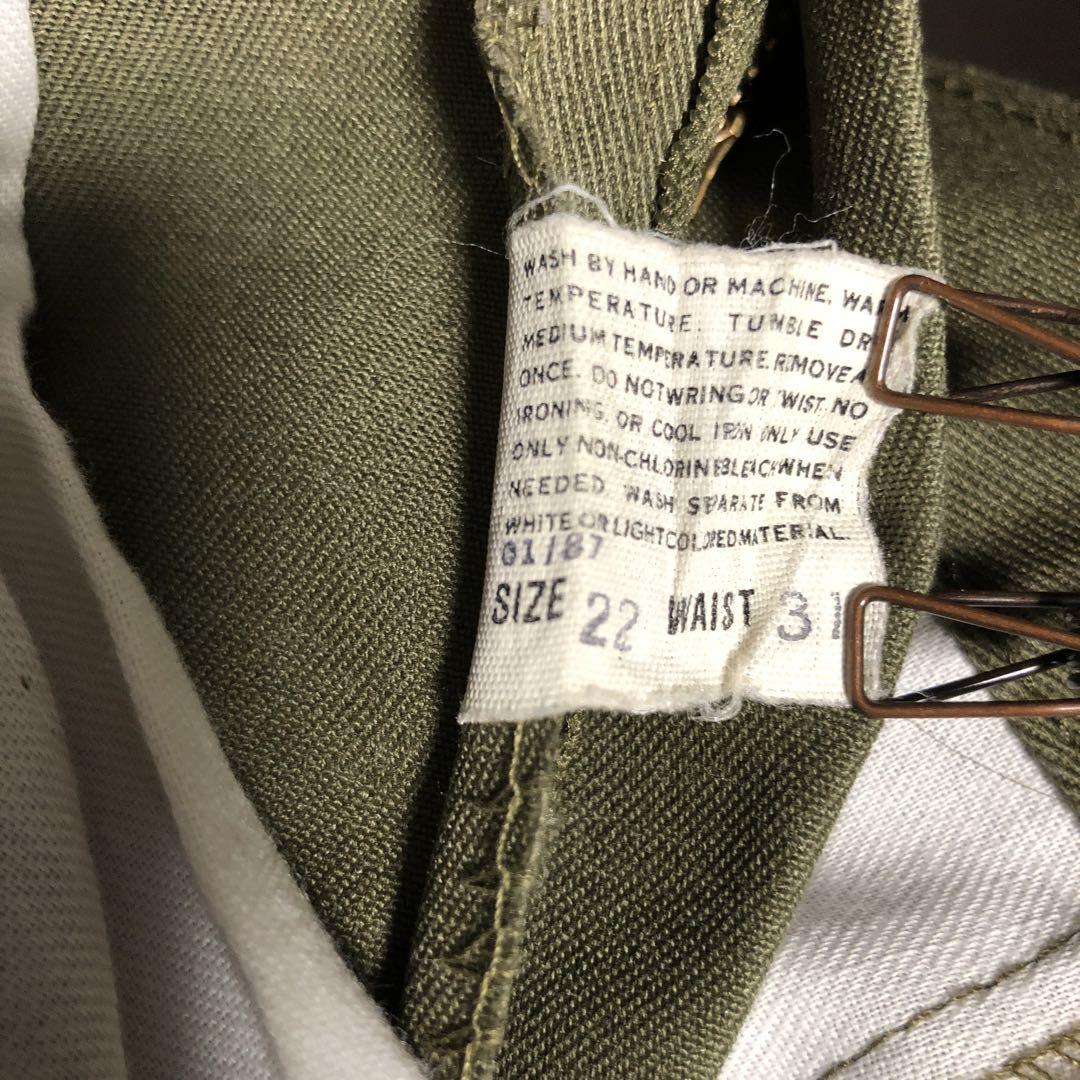 WASH BY HAND OR MACHINE, WARM
TEMPERATURE. TUMBLE DR
MEDIUM TEMPERATURE. REMOVE A
ONCE. DO NOT WRING OR TWIST. NO
IRONING, OR COOL IRON ONLY USE
ONLY NON-CHLORINE BLEACH WHEN
NEEDED WASH SEPARATE FROM
WHITE OR LIGHT COLORED MATERIAL.
01/87
SIZE 22 WAIST 31